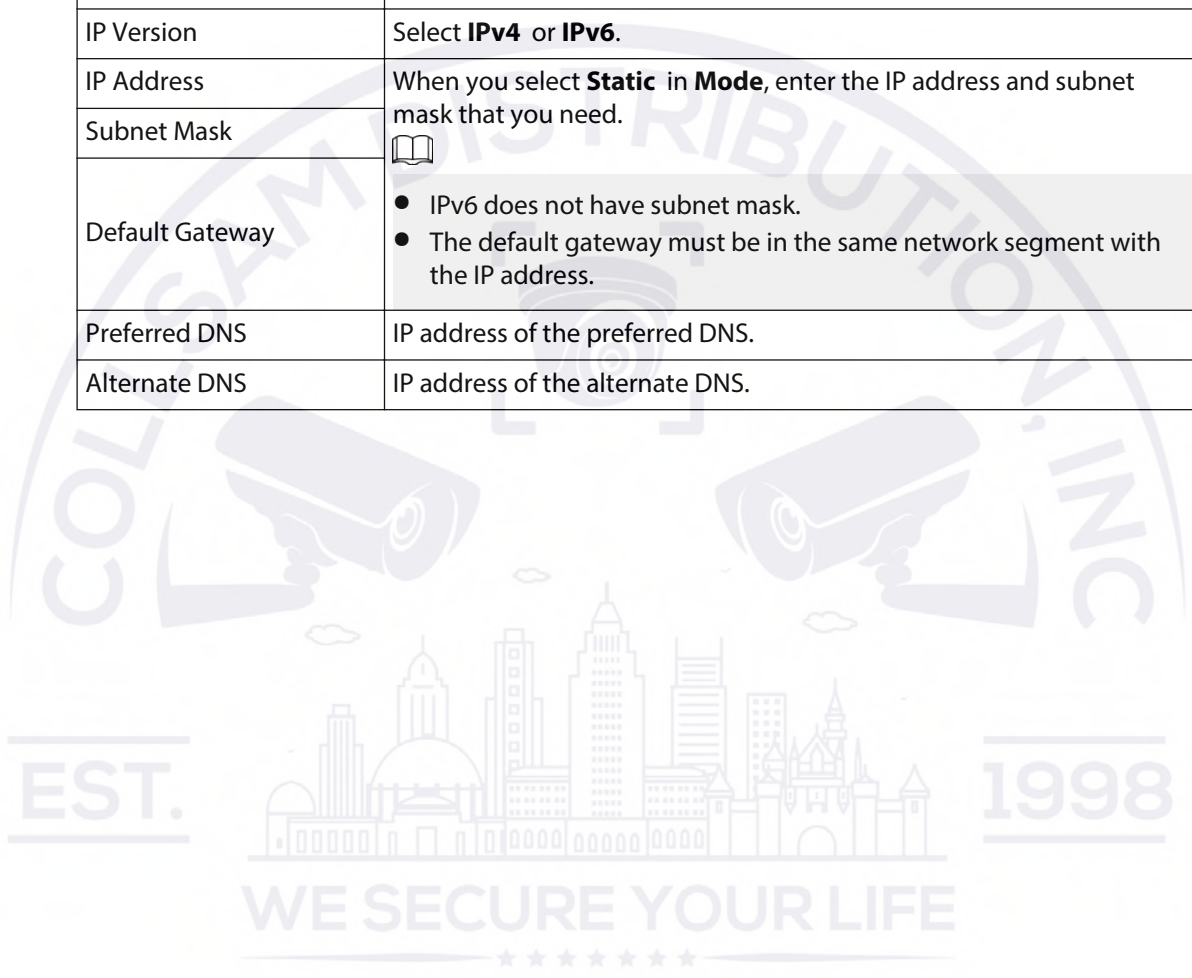 IP Version
Select IPv4 or IPv6.
IP Address
Subnet Mask
Default Gateway
When you select Static in Mode, enter the IP address and subnet
mask that you need.
● IPv6 does not have subnet mask.
● The default gateway must be in the same network segment with
the IP address.
Preferred DNS
IP address of the preferred DNS.
Alternate DNS
IP address of the alternate DNS.
COLLSAM DISTRIBUTION, INC
EST.
1998
WE SECURE YOUR LIFE